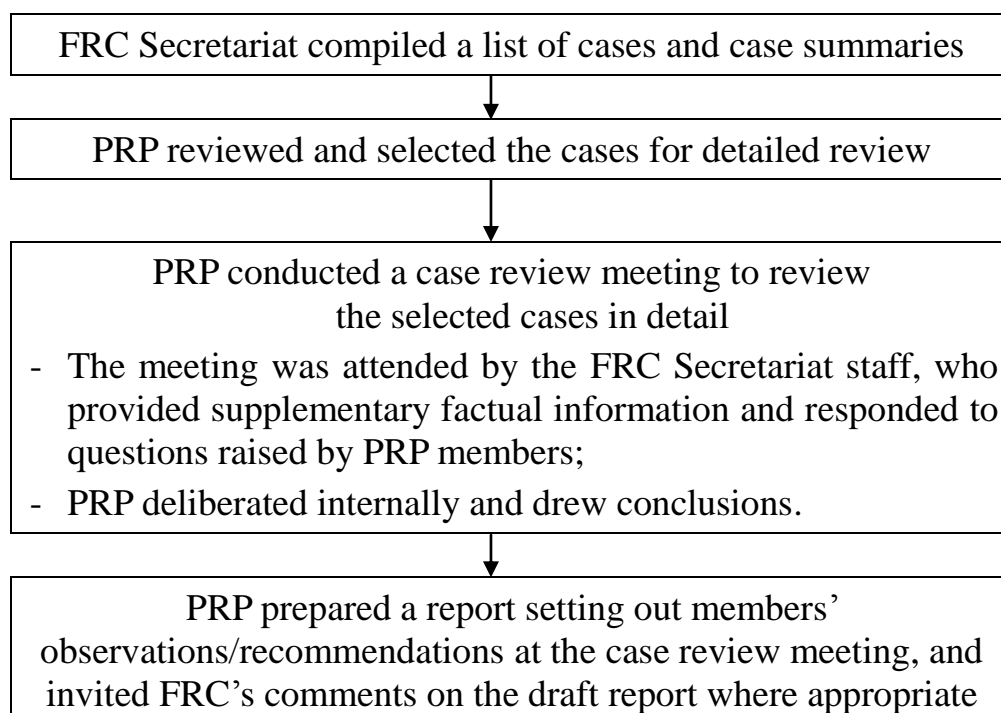 FRC Secretariat compiled a list of cases and case summaries
PRP reviewed and selected the cases for detailed review
PRP conducted a case review meeting to review
the selected cases in detail
- The meeting was attended by the FRC Secretariat staff, who
provided supplementary factual information and responded to
questions raised by PRP members;
- PRP deliberated internally and drew conclusions.
PRP prepared a report setting out members’
observations/recommendations at the case review meeting, and
invited FRC’s comments on the draft report where appropriate